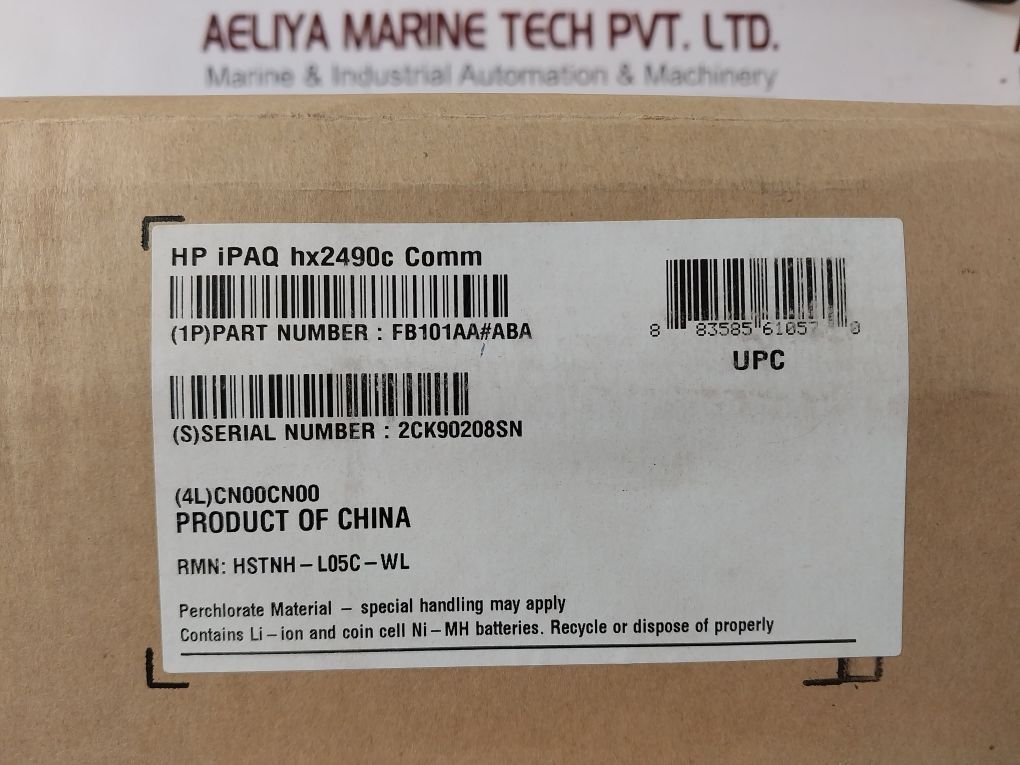 AELIYA MARINE TECH PVT. LTD.
Marine & Industrial Automation & Machinery
HP iPAQ hx2490c Comm
(1P)PART NUMBER : FB101AA#ABA
8 83585 61057 0
UPC
(S)SERIAL NUMBER : 2CK90208SN
(4L)CN00CN00
PRODUCT OF CHINA
RMN: HSTNH-L05C-WL
Perchlorate Material - special handling may apply
Contains Li-ion and coin cell Ni-MH batteries. Recycle or dispose of properly